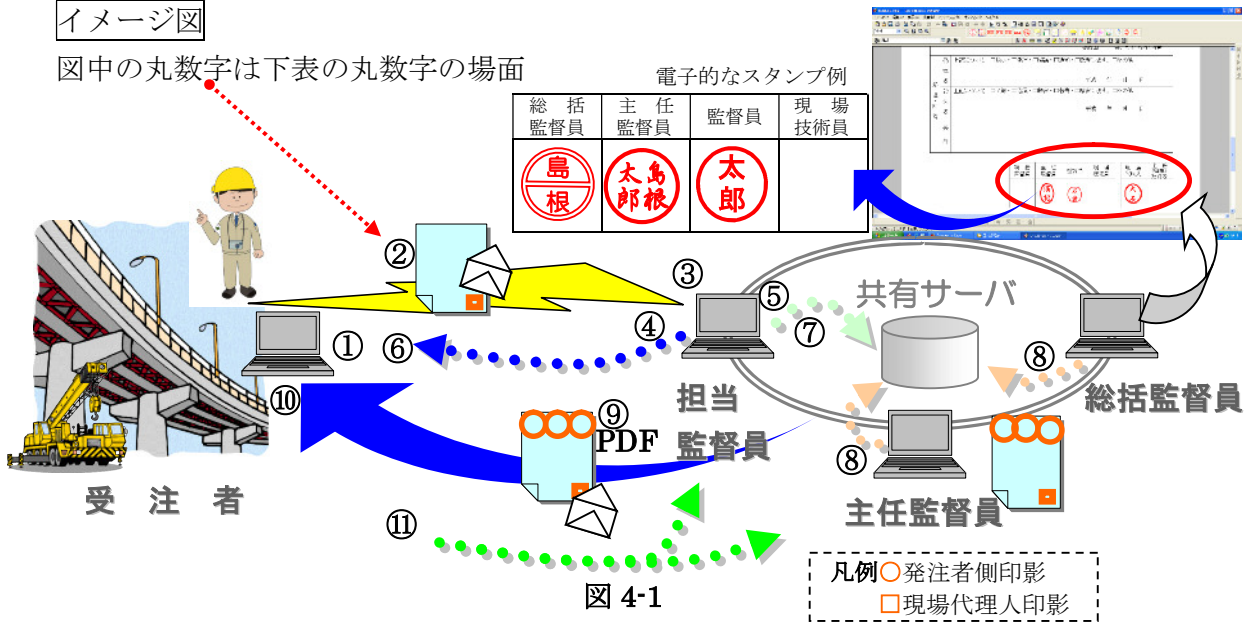 イメージ図
図中の丸数字は下表の丸数字の場面
電子的なスタンプ例
総括監督員 主任監督員 監督員 現場技術員
島根 太郎島根 太郎
②
③
⑤
共有サーバ
④
⑦
①
⑥
⑧
⑩
担当監督員
総括監督員
⑨
PDF
⑧
受注者
主任監督員
⑪
図 4-1
凡例○発注者側印影
□現場代理人印影